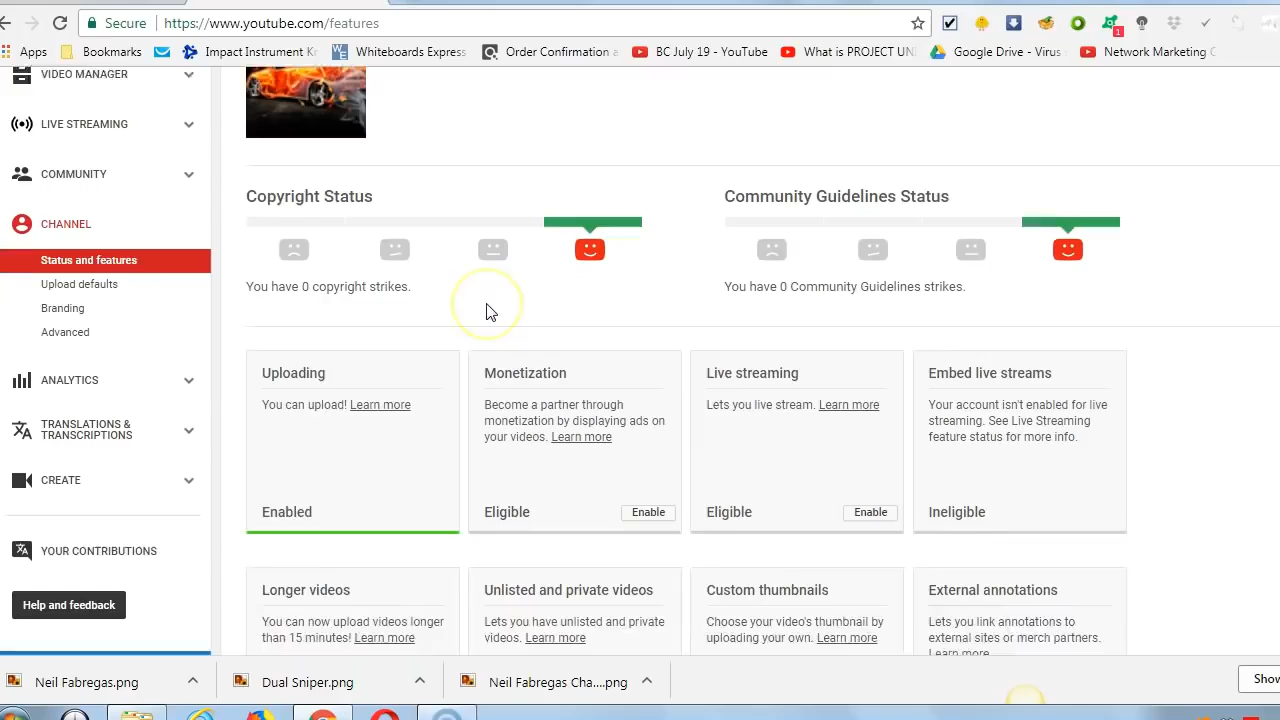 Secure
https://www.youtube.com/features
1
Apps
Bookmarks
Impact Instrument
WE
Whiteboards Express
Order Confirmation
BC July 19 - YouTube
What is PROJECT UNI
Google Drive - Virus
Network Marketing
VIDEO MANAGER
LIVE STREAMING
COMMUNITY
CHANNEL
Status and features
Upload defaults
Branding
Advanced
ANALYTICS
TRANSLATIONS &
TRANSCRIPTIONS
CREATE
YOUR CONTRIBUTIONS
Help and feedback
Copyright Status
You have 0 copyright strikes.
Community Guidelines Status
You have 0 Community Guidelines strikes.
Uploading
You can upload! Learn more
Enabled
Monetization
Become a partner through
monetization by displaying ads on
your videos. Learn more
Eligible
Enable
Live streaming
Lets you live stream. Learn more
Eligible
Enable
Embed live streams
Your account isn't enabled for live
streaming. See Live Streaming
feature status for more info.
Ineligible
Longer videos
You can now upload videos longer
than 15 minutes! Learn more
Unlisted and private videos
Lets you have unlisted and private
videos. Learn more
Custom thumbnails
Choose your video's thumbnail by
uploading your own. Learn more
External annotations
Lets you link annotations to
external sites or merch partners.
Learn more
Neil Fabregas.png
Dual Sniper.png
Neil Fabregas Cha....png
Show